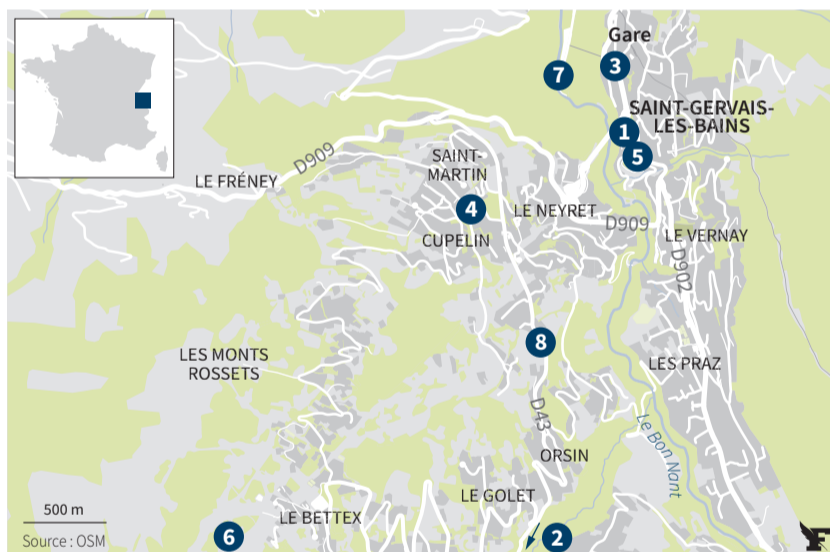 Gare
3
7
SAINT-GERVAIS-
LES-BAINS
1
5
D909
SAINT-
MARTIN
LE FRÉNEY
4
LE NEYRET
D909
CUPELIN
LE VERNAY
D902
8
LES MONTS
ROSSETS
LES PRAZ
D43
Le Bon Nant
ORSIN
LE GOLET
500 m
LE BETTEX
6
2
Source : OSM
F